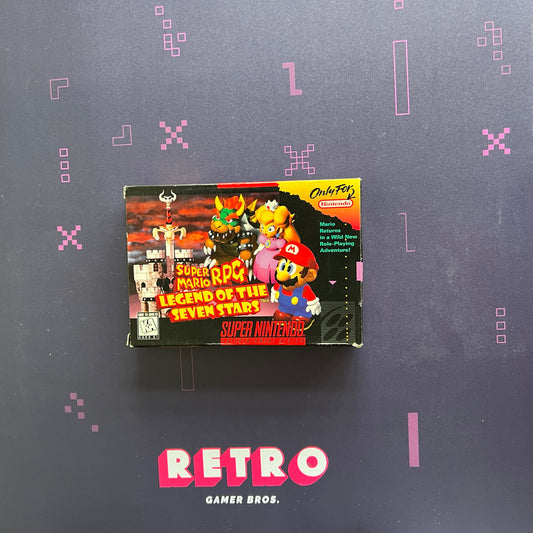 Only For
Nintendo
Mario
Returns
in a Wild New
Role-Playing
Adventure!
SUPER
MARIO RPG
LEGEND OF THE
SEVEN STARS
TM
K-A
SUPER NINTENDO
RETRO
GAMER BROS.